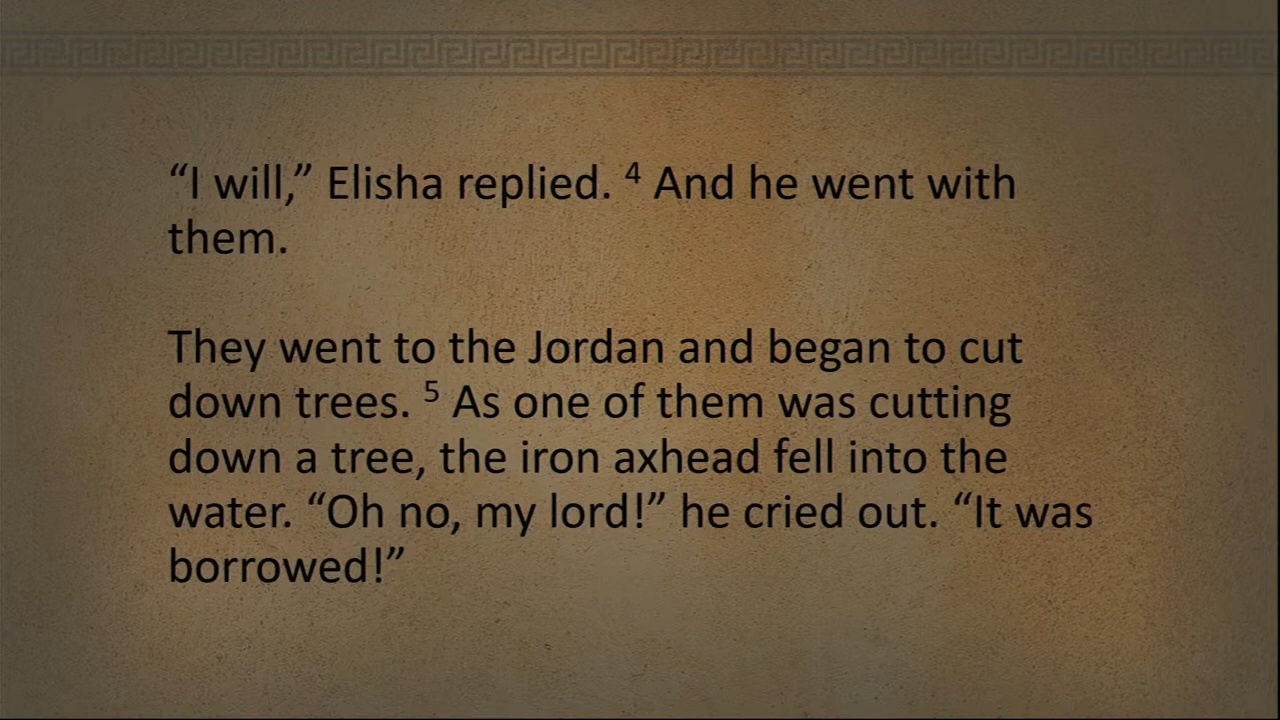 “I will,” Elisha replied. ⁴ And he went with
them.
They went to the Jordan and began to cut
down trees. ⁵ As one of them was cutting
down a tree, the iron axhead fell into the
water. “Oh no, my lord!” he cried out. “It was
borrowed!”